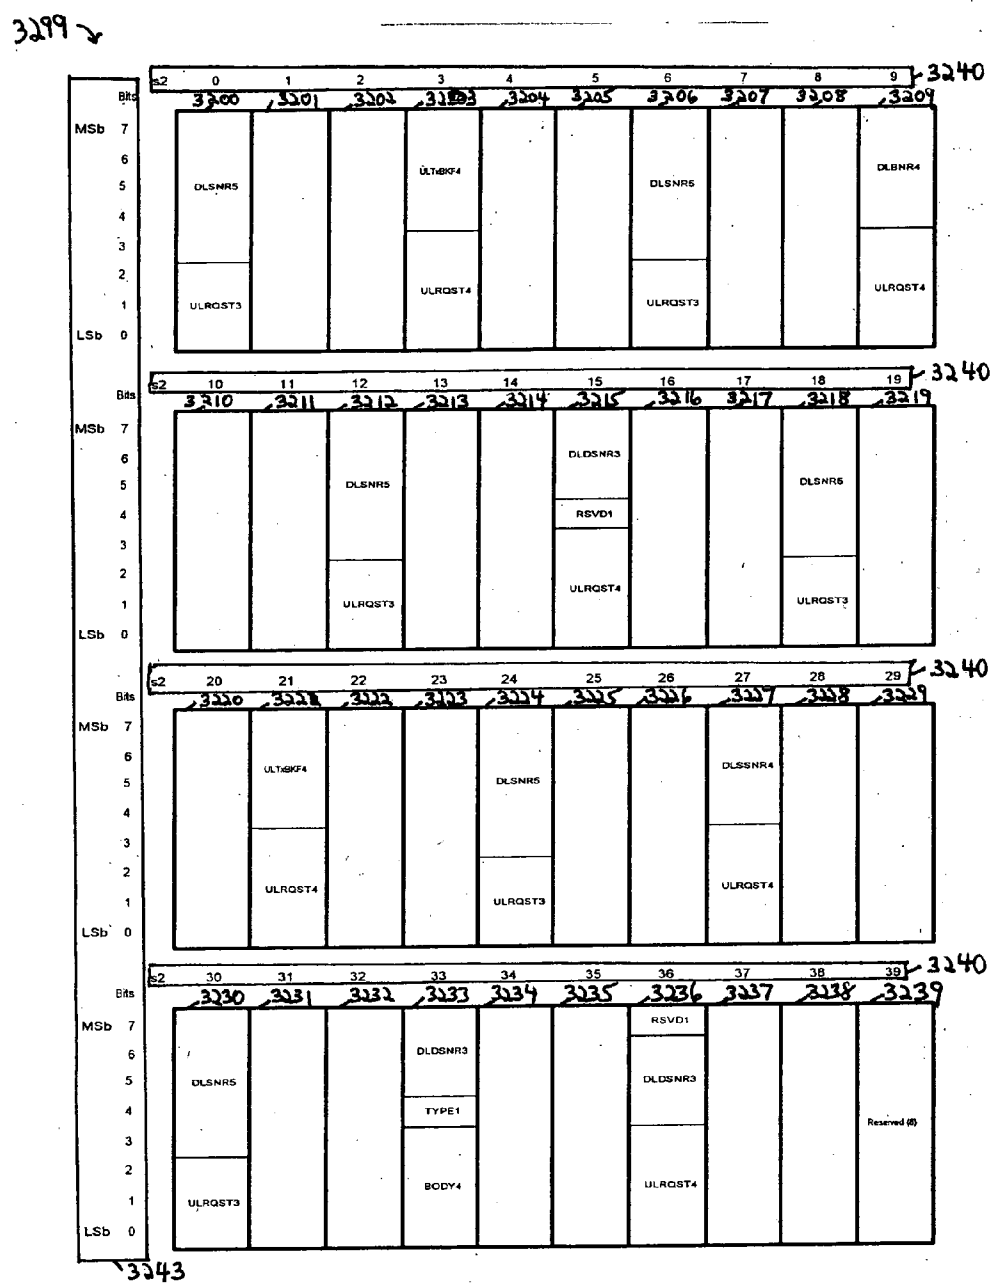 3299
s2 0 1 2 3 4 5 6 7 8 9 3240
Bits 3200 3201 3202 3203 3204 3205 3206 3207 3208 3209
MSb 7
6
ULTxBKF4 DLBNR4
5 DLSNR5 DLSNR5
4
3
2
ULRQST4 ULRQST4
1 ULRQST3 ULRQST3
LSb 0
s2 10 11 12 13 14 15 16 17 18 19 3240
Bits 3210 3211 3212 3213 3214 3215 3216 3217 3218 3219
MSb 7
6 DLDSNR3
5 DLSNR5 DLSNR5
4 RSVD1
3
2 ULRQST4
1 ULRQST3 ULRQST3
LSb 0
s2 20 21 22 23 24 25 26 27 28 29 3240
Bits 3220 3221 3222 3223 3224 3225 3226 3227 3228 3229
MSb 7
6 ULTxBKF4 DLSSNR4
5 DLSNR5
4
3
2
1 ULRQST4 ULRQST3 ULRQST4
LSb 0
s2 30 31 32 33 34 35 36 37 38 39 3240
Bits 3230 3231 3232 3233 3234 3235 3236 3237 3238 3239
MSb 7 RSVD1
6 DLDSNR3
5 DLSNR5 DLDSNR3
4 TYPE1 Reserved (8)
3
2 BODY4 ULRQST4
1 ULRQST3
LSb 0
3243